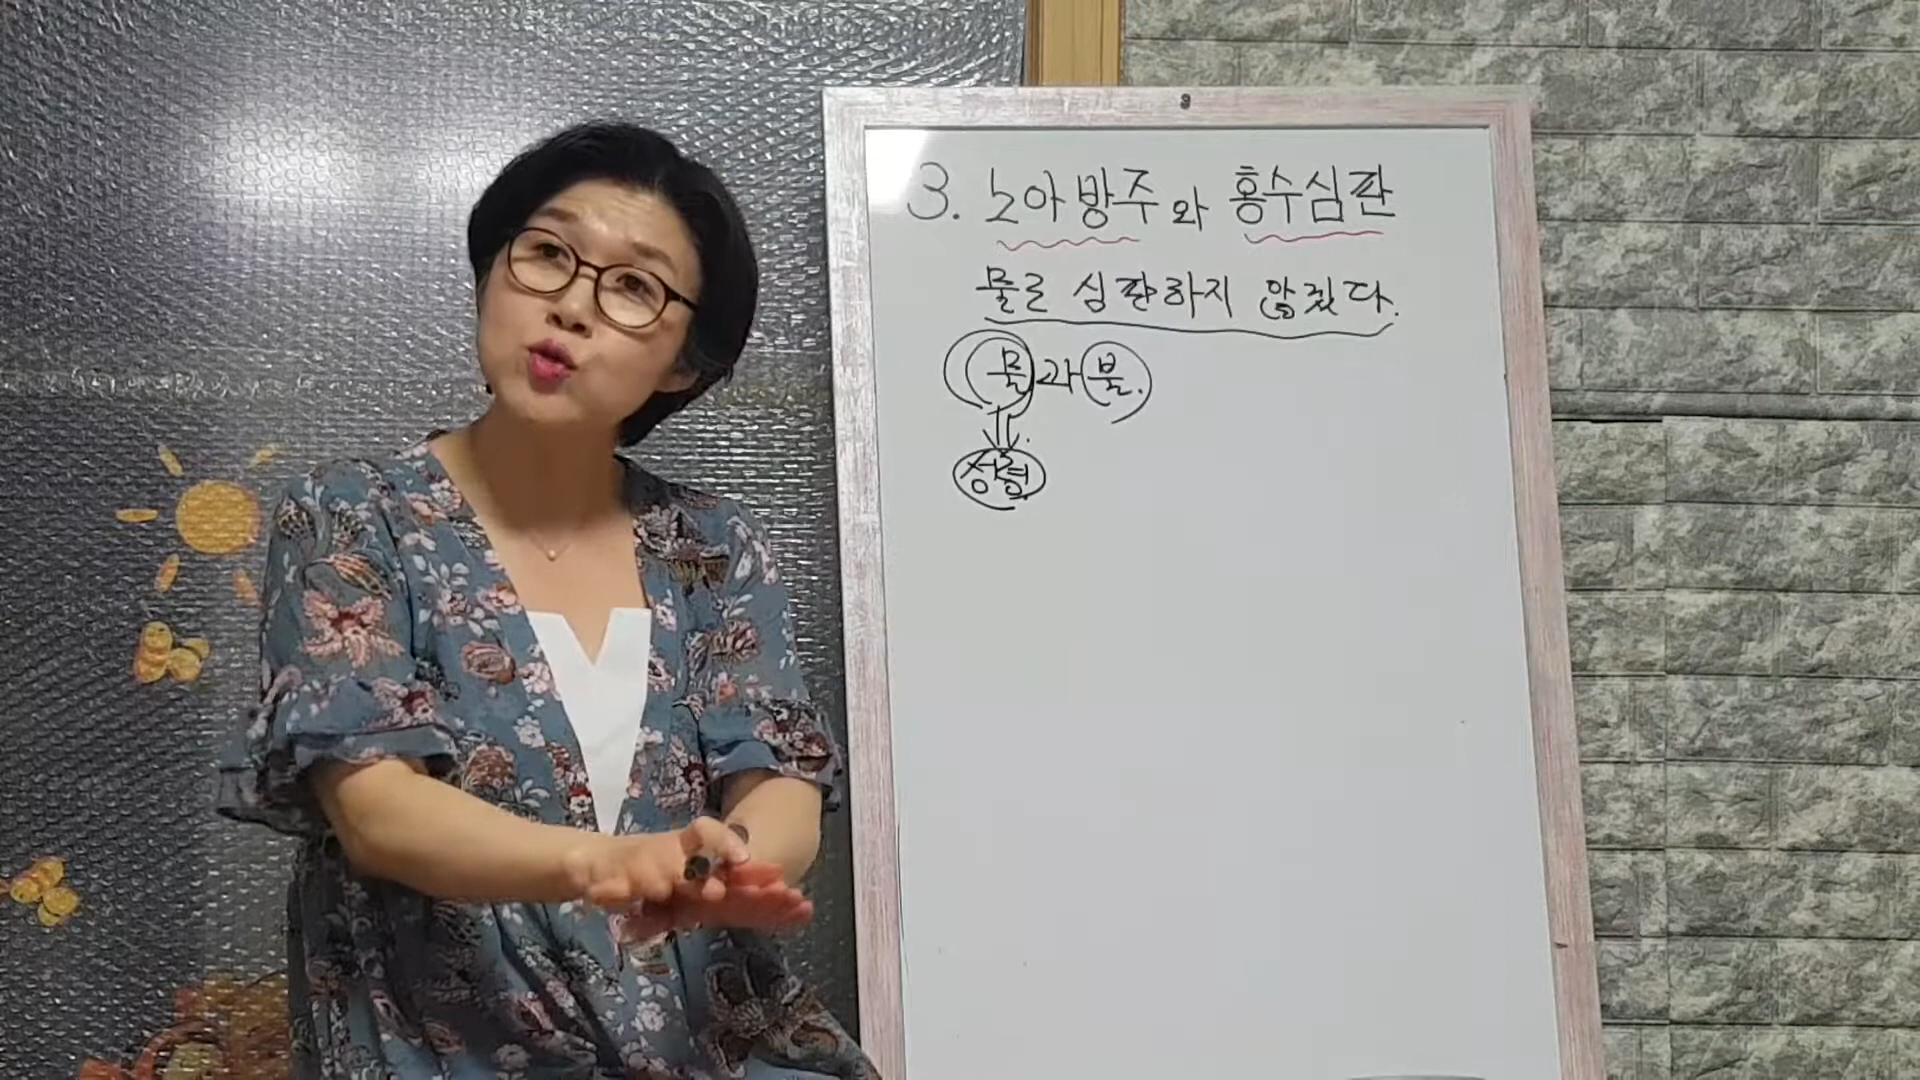 3. 노아방주와 홍수심판
물로 심판하지 않겠다.
물과 불.
성령